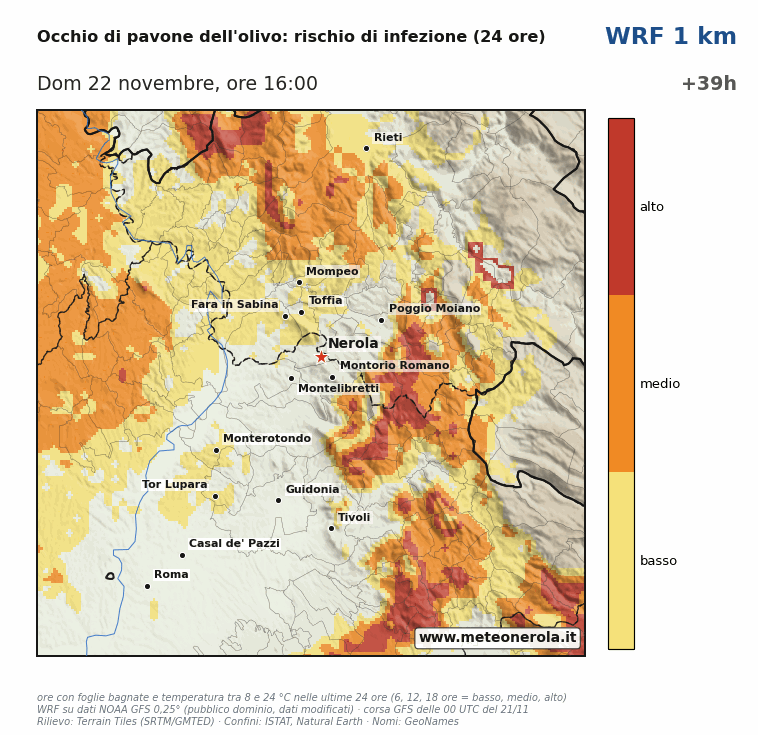 Occhio di pavone dell'olivo: rischio di infezione (24 ore)
WRF 1 km
Dom 22 novembre, ore 16:00
+39h
Rieti
alto
Mompeo
Fara in Sabina
Toffia
Poggio Moiano
Nerola
Montorio Romano
Montelibretti
medio
Monterotondo
Tor Lupara
Guidonia
Tivoli
Casal de' Pazzi
basso
Roma
www.meteonerola.it
ore con foglie bagnate e temperatura tra 8 e 24 °C nelle ultime 24 ore (6, 12, 18 ore = basso, medio, alto)
WRF su dati NOAA GFS 0,25° (pubblico dominio, dati modificati) · corsa GFS delle 00 UTC del 21/11
Rilievo: Terrain Tiles (SRTM/GMTED) · Confini: ISTAT, Natural Earth · Nomi: GeoNames